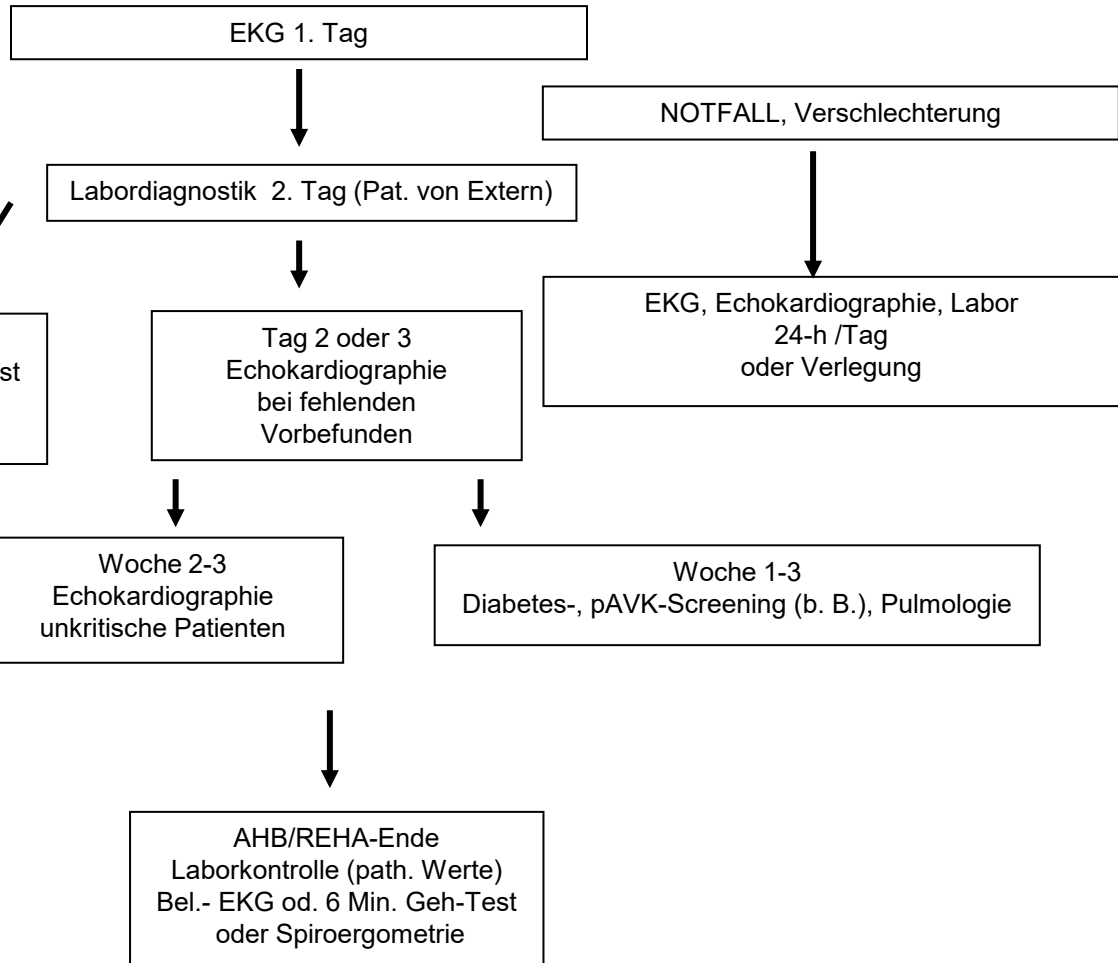 EKG 1. Tag
NOTFALL, Verschlechterung
Labordiagnostik 2. Tag (Pat. von Extern)
EKG, Echokardiographie, Labor
24-h /Tag
oder Verlegung
st
Tag 2 oder 3
Echokardiographie
bei fehlenden
Vorbefunden
Woche 2-3
Echokardiographie
unkritische Patienten
Woche 1-3
Diabetes-, pAVK-Screening (b. B.), Pulmologie
AHB/REHA-Ende
Laborkontrolle (path. Werte)
Bel.- EKG od. 6 Min. Geh-Test
oder Spiroergometrie